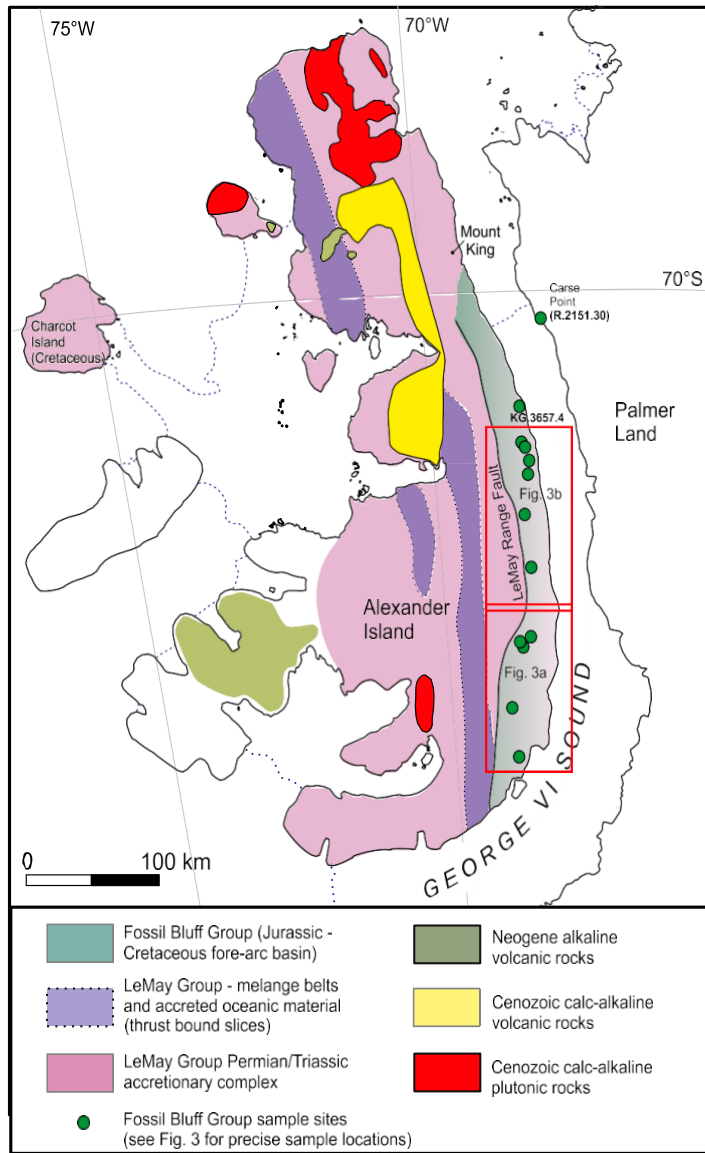 75°W
70°W
Mount
King
70°S
Carse
Point
(R.2151.30)
Charcot
Island
(Cretaceous)
KG.3657.4
Palmer
Land
LeMay Range Fault
Fig. 3b
Alexander
Island
Fig. 3a
GEORGE VI SOUND
0
100 km
Fossil Bluff Group (Jurassic -
Cretaceous fore-arc basin)
LeMay Group - melange belts
and accreted oceanic material
(thrust bound slices)
LeMay Group Permian/Triassic
accretionary complex
Fossil Bluff Group sample sites
(see Fig. 3 for precise sample locations)
Neogene alkaline
volcanic rocks
Cenozoic calc-alkaline
volcanic rocks
Cenozoic calc-alkaline
plutonic rocks